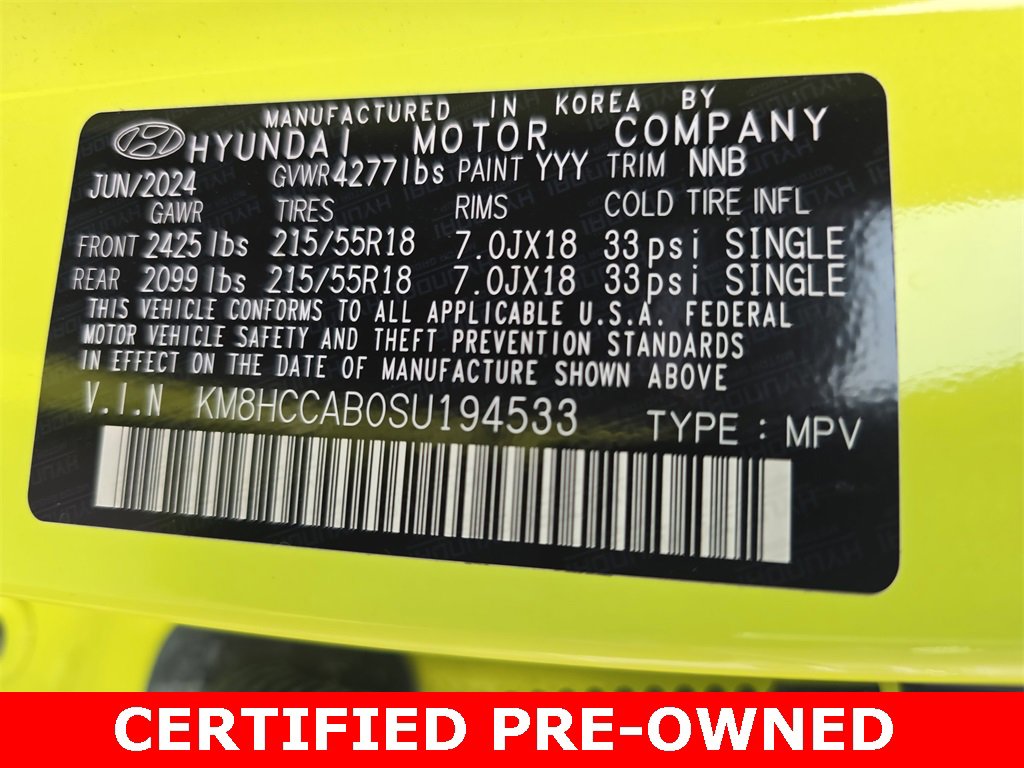 MANUFACTURED IN KOREA BY
HYUNDAI MOTOR COMPANY
JUN/2024 GVWR 4277lbs PAINT YYY TRIM NNB
GAWR TIRES RIMS COLD TIRE INFL
FRONT 2425 lbs 215/55R18 7.0JX18 33psi SINGLE
REAR 2099 lbs 215/55R18 7.0JX18 33psi SINGLE
THIS VEHICLE CONFORMS TO ALL APPLICABLE U.S.A. FEDERAL
MOTOR VEHICLE SAFETY AND THEFT PREVENTION STANDARDS
IN EFFECT ON THE DATE OF MANUFACTURE SHOWN ABOVE.
V.I.N KM8HCCAB0SU194533 TYPE : MPV
CERTIFIED PRE-OWNED